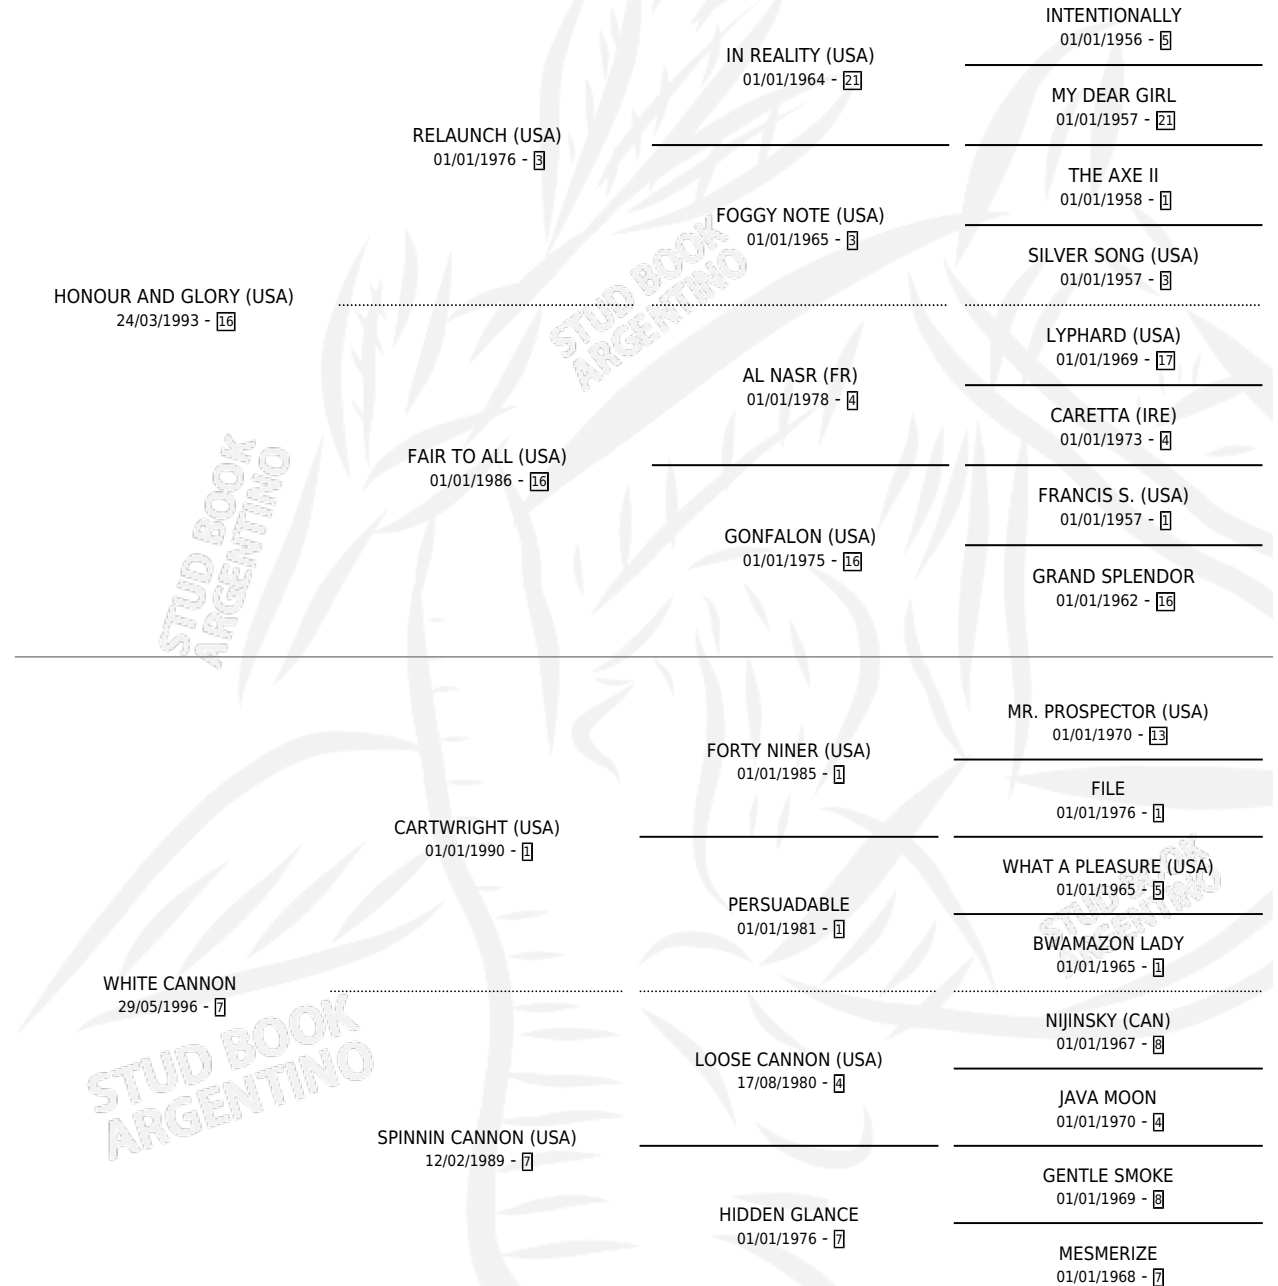 INTENTIONALLY
01/01/1956 - 5
IN REALITY (USA)
01/01/1964 - 21
MY DEAR GIRL
01/01/1957 - 21
RELAUNCH (USA)
01/01/1976 - 3
THE AXE II
01/01/1958 - 1
FOGGY NOTE (USA)
01/01/1965 - 3
SILVER SONG (USA)
01/01/1957 - 3
HONOUR AND GLORY (USA)
24/03/1993 - 16
LYPHARD (USA)
01/01/1969 - 17
AL NASR (FR)
01/01/1978 - 4
CARETTA (IRE)
01/01/1973 - 4
FAIR TO ALL (USA)
01/01/1986 - 16
FRANCIS S. (USA)
01/01/1957 - 1
GONFALON (USA)
01/01/1975 - 16
GRAND SPLENDOR
01/01/1962 - 16
MR. PROSPECTOR (USA)
01/01/1970 - 13
FORTY NINER (USA)
01/01/1985 - 1
FILE
01/01/1976 - 1
CARTWRIGHT (USA)
01/01/1990 - 1
WHAT A PLEASURE (USA)
01/01/1965 - 5
PERSUADABLE
01/01/1981 - 1
BWAMAZON LADY
01/01/1965 - 1
WHITE CANNON
29/05/1996 - 7
NIJINSKY (CAN)
01/01/1967 - 8
LOOSE CANNON (USA)
17/08/1980 - 4
JAVA MOON
01/01/1970 - 4
SPINNIN CANNON (USA)
12/02/1989 - 7
GENTLE SMOKE
01/01/1969 - 8
HIDDEN GLANCE
01/01/1976 - 7
MESMERIZE
01/01/1968 - 7
STUD BOOK
ARGENTINO
STUD BOOK
ARGENTINO
STUD BOOK
ARGENTINO
STUD BOOK
ARGENTINO